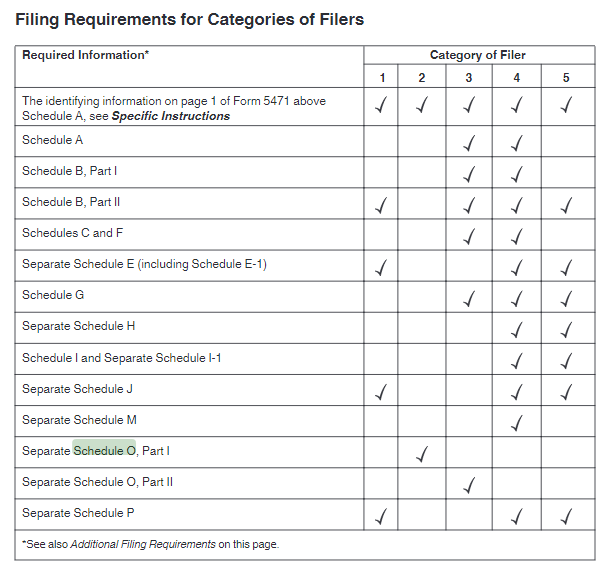 Filing Requirements for Categories of Filers
Required Information*
Category of Filer
1 2 3 4 5
The identifying information on page 1 of Form 5471 above
Schedule A, see Specific Instructions
✓ ✓ ✓ ✓ ✓
Schedule A ✓ ✓
Schedule B, Part I ✓ ✓
Schedule B, Part II ✓ ✓ ✓ ✓
Schedules C and F ✓ ✓
Separate Schedule E (including Schedule E-1) ✓ ✓ ✓
Schedule G ✓ ✓ ✓
Separate Schedule H ✓ ✓
Schedule I and Separate Schedule I-1 ✓ ✓
Separate Schedule J ✓ ✓ ✓
Separate Schedule M ✓
Separate Schedule O, Part I ✓
Separate Schedule O, Part II ✓
Separate Schedule P ✓ ✓ ✓
*See also Additional Filing Requirements on this page.